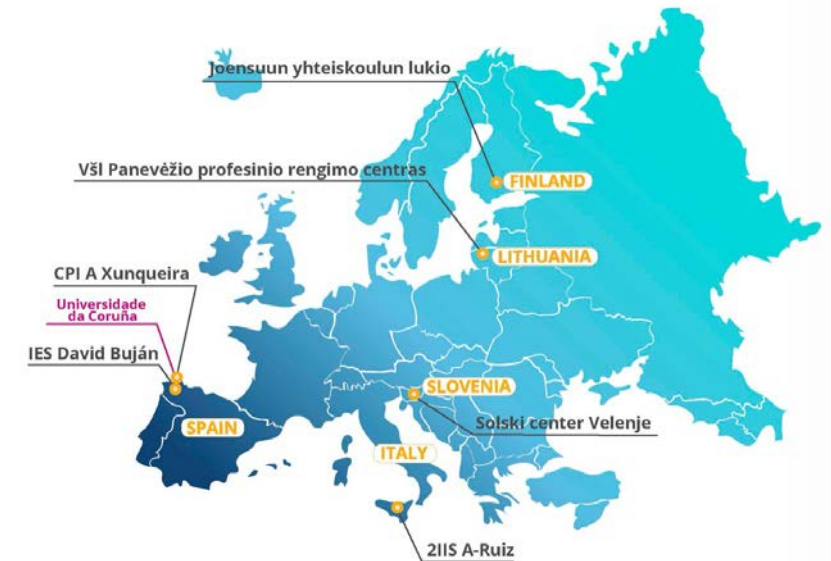 Joensuun yhteiskoulun lukio
VšI Panevėžio profesinio rengimo centras
FINLAND
LITHUANIA
CPI A Xunqueira
Universidade
da Coruña
IES David Buján
SLOVENIA
SPAIN
Solski center Velenje
ITALY
2IIS A-Ruiz